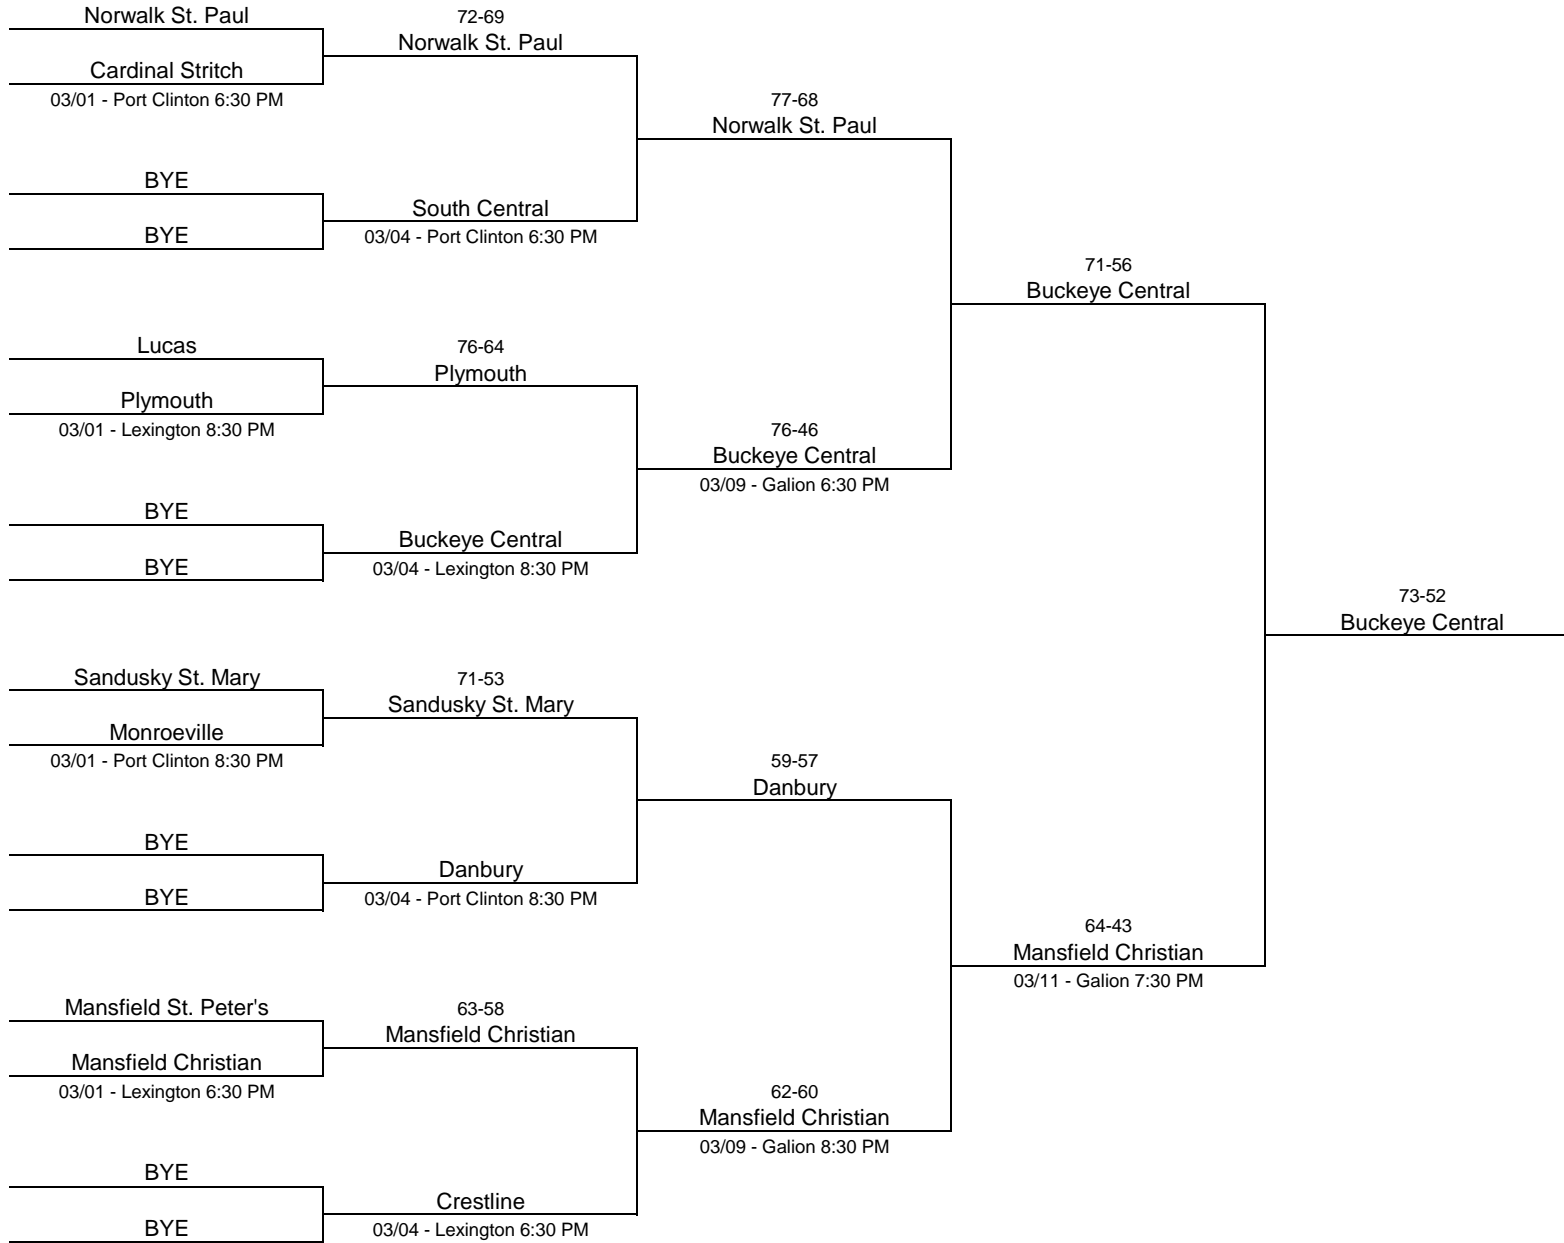 Norwalk St. Paul
Cardinal Stritch
03/01 - Port Clinton 6:30 PM
BYE
BYE
Lucas
Plymouth
03/01 - Lexington 8:30 PM
BYE
BYE
Sandusky St. Mary
Monroeville
03/01 - Port Clinton 8:30 PM
BYE
BYE
Mansfield St. Peter's
Mansfield Christian
03/01 - Lexington 6:30 PM
BYE
BYE
72-69
Norwalk St. Paul
South Central
03/04 - Port Clinton 6:30 PM
76-64
Plymouth
Buckeye Central
03/04 - Lexington 8:30 PM
71-53
Sandusky St. Mary
Danbury
03/04 - Port Clinton 8:30 PM
63-58
Mansfield Christian
Crestline
03/04 - Lexington 6:30 PM
77-68
Norwalk St. Paul
76-46
Buckeye Central
03/09 - Galion 6:30 PM
59-57
Danbury
62-60
Mansfield Christian
03/09 - Galion 8:30 PM
71-56
Buckeye Central
64-43
Mansfield Christian
03/11 - Galion 7:30 PM
73-52
Buckeye Central